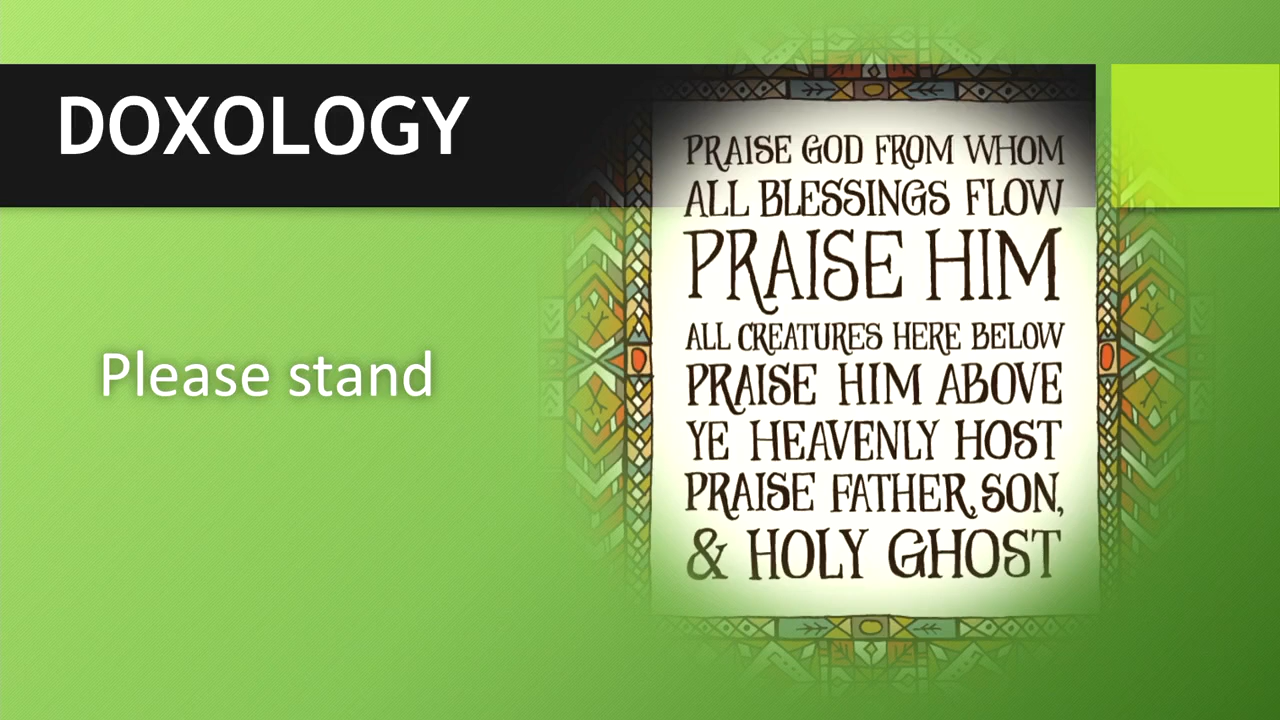 DOXOLOGY
Please stand
PRAISE GOD FROM WHOM
ALL BLESSINGS FLOW
PRAISE HIM
ALL CREATURES HERE BELOW
PRAISE HIM ABOVE
YE HEAVENLY HOST
PRAISE FATHER, SON,
& HOLY GHOST